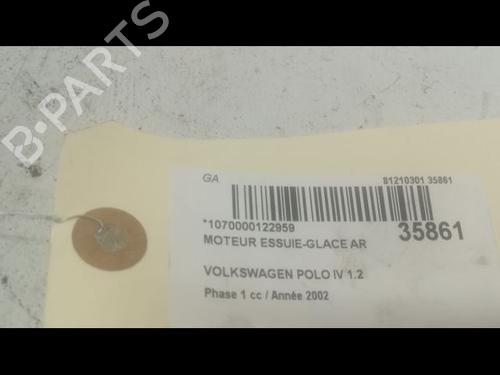 B-PARTS
GA
81210301 35861
*1070000122959
35861
MOTEUR ESSUIE-GLACE AR
VOLKSWAGEN POLO IV 1.2
Phase 1 cc / Année 2002